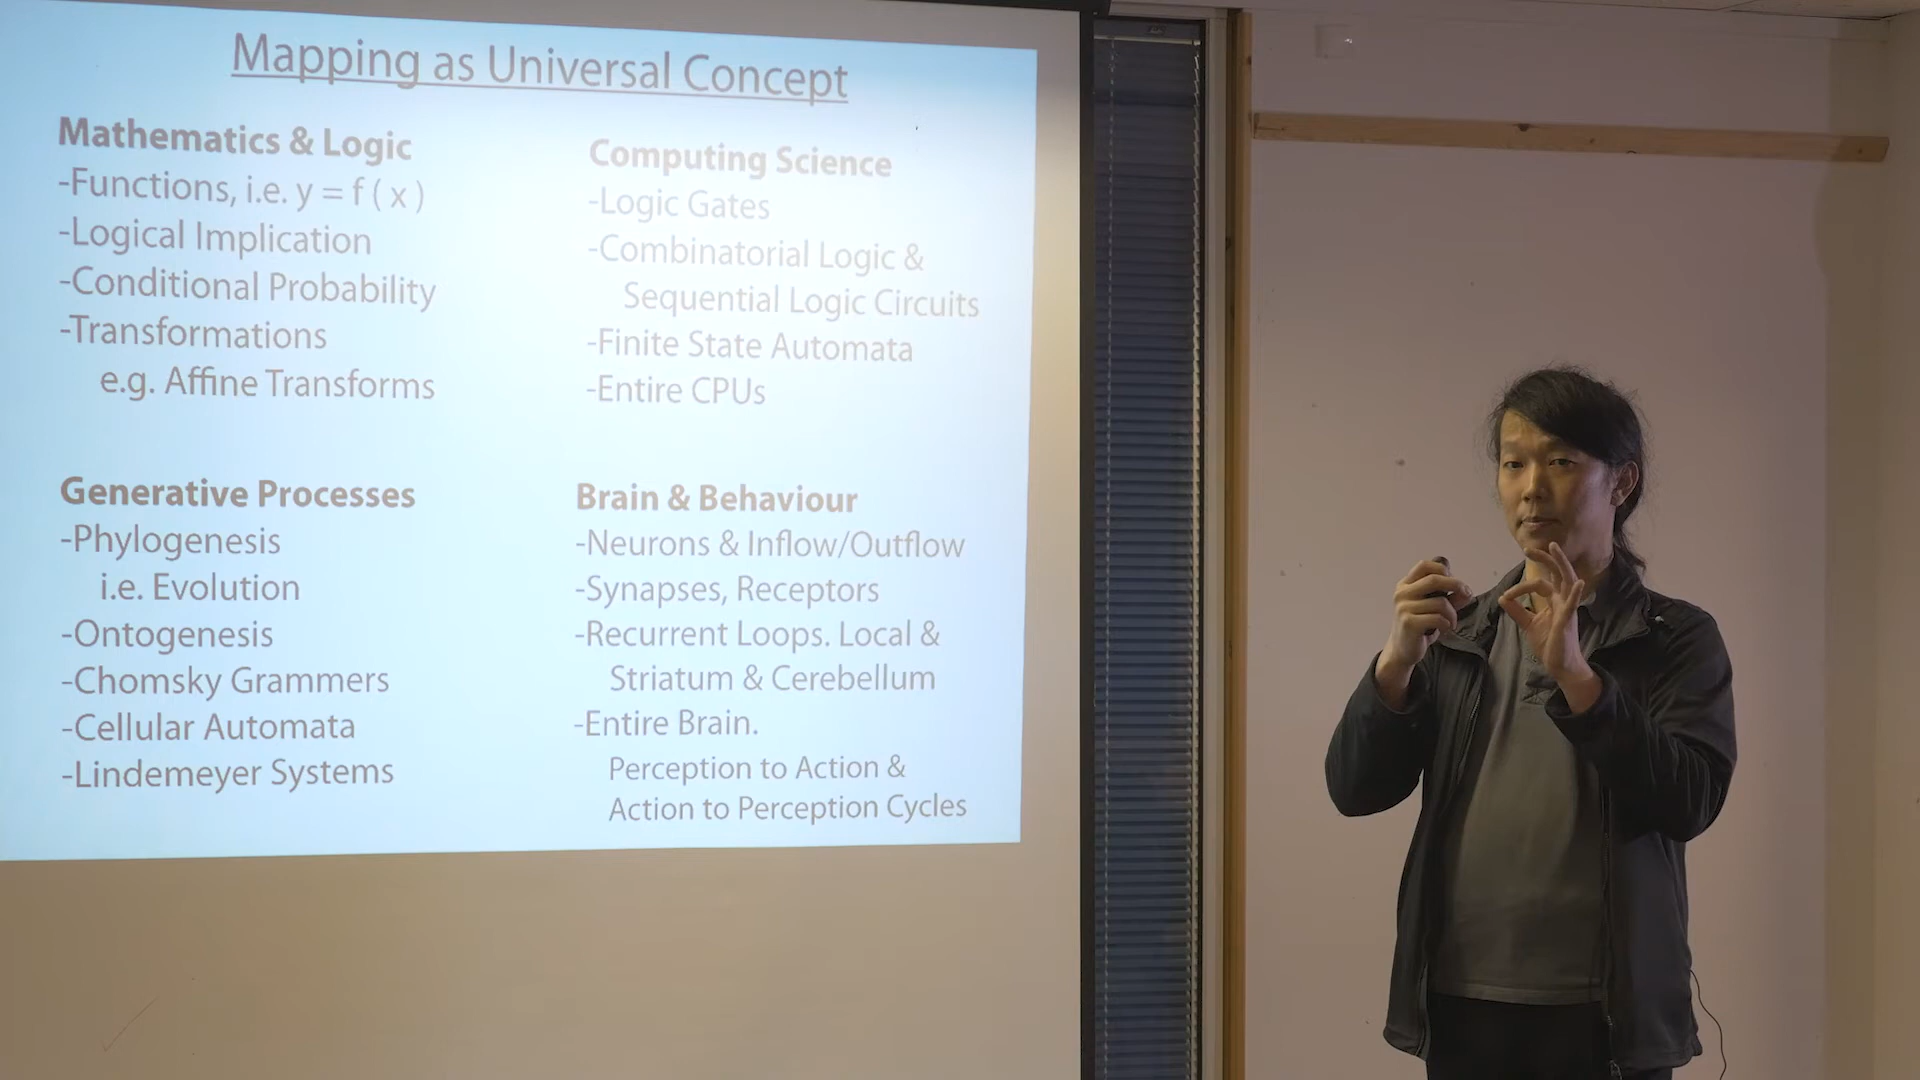 Mapping as Universal Concept
Mathematics & Logic
-Functions, i.e. y = f ( x )
-Logical Implication
-Conditional Probability
-Transformations
e.g. Affine Transforms
Computing Science
-Logic Gates
-Combinatorial Logic &
Sequential Logic Circuits
-Finite State Automata
-Entire CPUs
Generative Processes
-Phylogenesis
i.e. Evolution
-Ontogenesis
-Chomsky Grammers
-Cellular Automata
-Lindemeyer Systems
Brain & Behaviour
-Neurons & Inflow/Outflow
-Synapses, Receptors
-Recurrent Loops. Local &
Striatum & Cerebellum
-Entire Brain.
Perception to Action &
Action to Perception Cycles